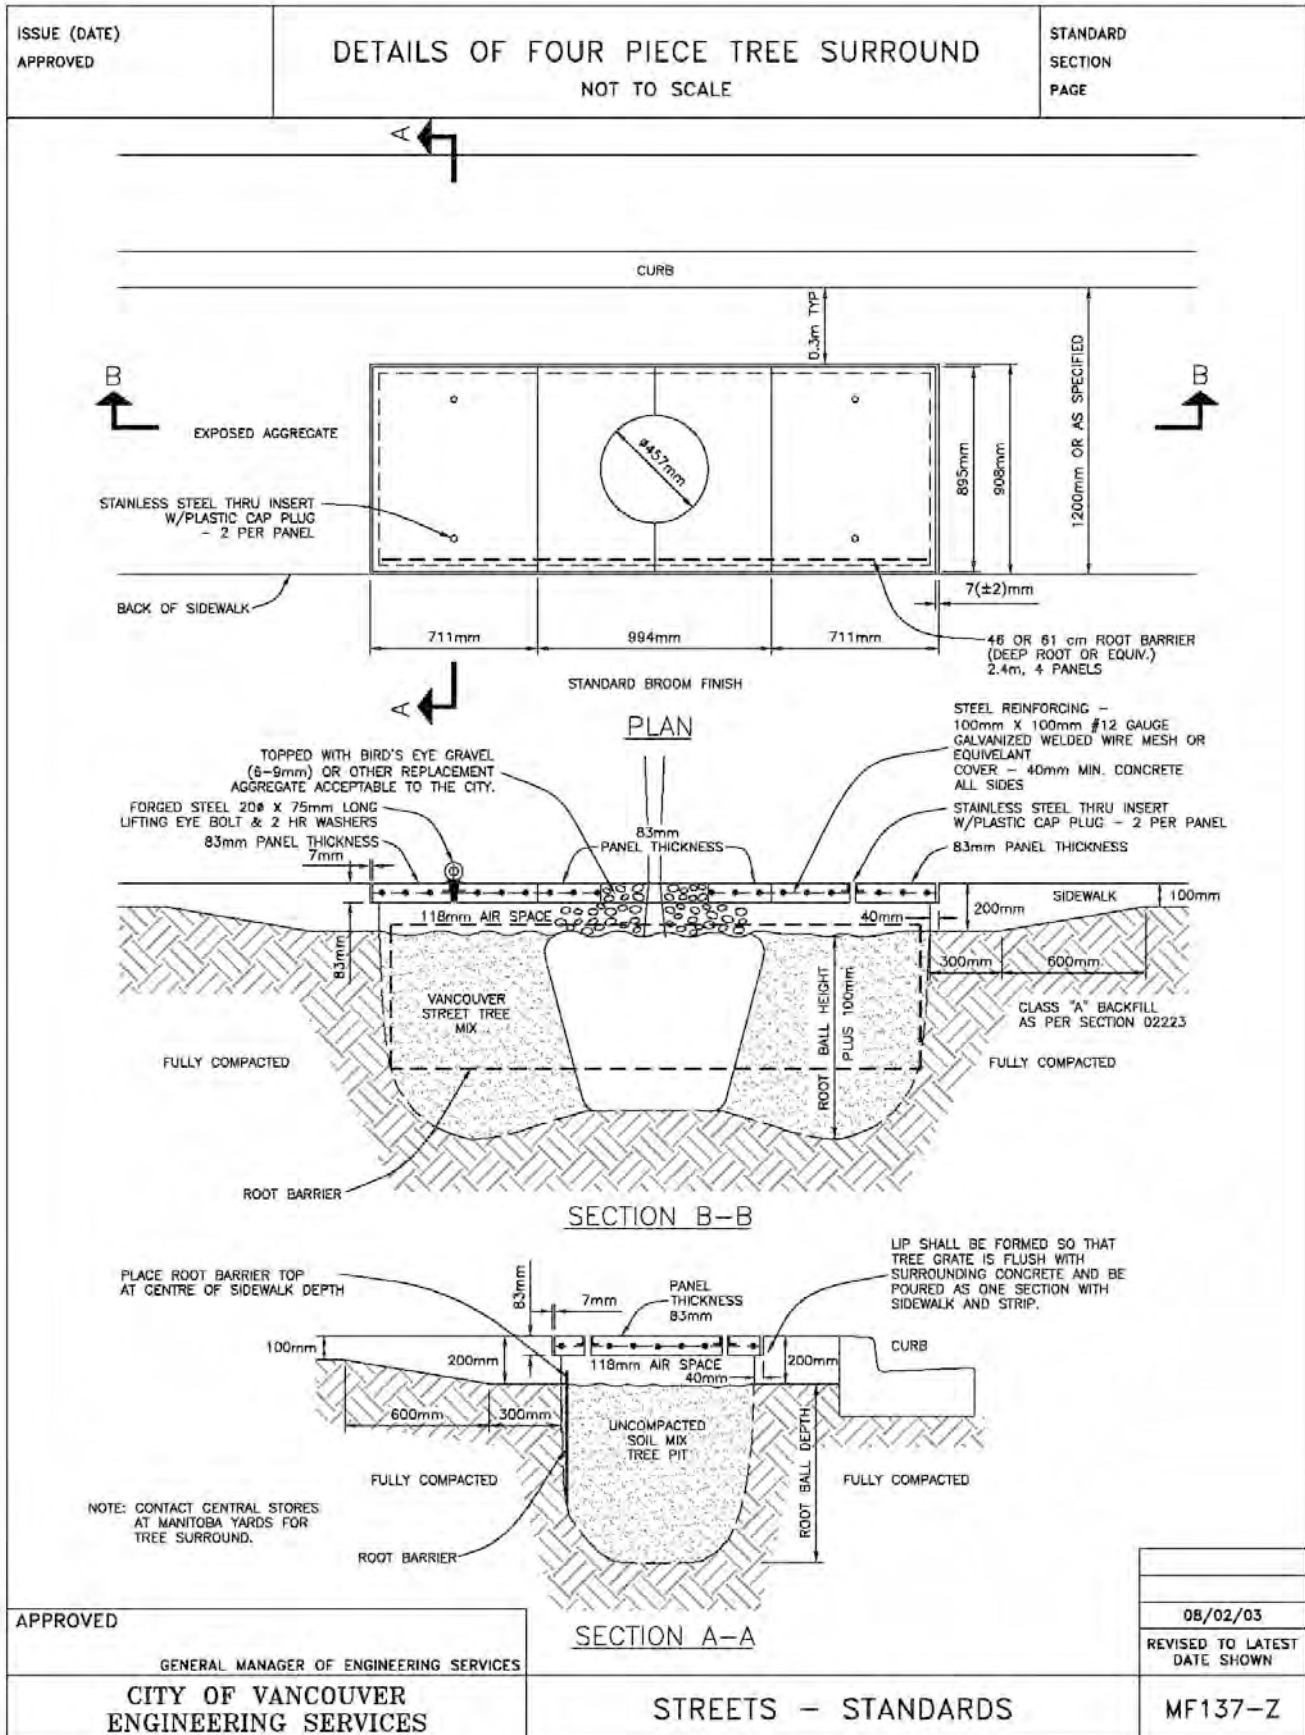 ISSUE (DATE)
APPROVED
DETAILS OF FOUR PIECE TREE SURROUND
NOT TO SCALE
STANDARD
SECTION
PAGE
A
CURB
0.3m TYP
1200mm OR AS SPECIFIED
B
B
EXPOSED AGGREGATE
ø457mm
895mm
908mm
STAINLESS STEEL THRU INSERT
W/PLASTIC CAP PLUG
- 2 PER PANEL
BACK OF SIDEWALK
7(±2)mm
711mm
994mm
711mm
46 OR 61 cm ROOT BARRIER
(DEEP ROOT OR EQUIV.)
2.4m, 4 PANELS
STANDARD BROOM FINISH
A
PLAN
STEEL REINFORCING -
100mm X 100mm #12 GAUGE
GALVANIZED WELDED WIRE MESH OR
EQUIVELANT
COVER - 40mm MIN. CONCRETE
ALL SIDES
TOPPED WITH BIRD'S EYE GRAVEL
(6-9mm) OR OTHER REPLACEMENT
AGGREGATE ACCEPTABLE TO THE CITY.
FORGED STEEL 20ø X 75mm LONG
LIFTING EYE BOLT & 2 HR WASHERS
STAINLESS STEEL THRU INSERT
W/PLASTIC CAP PLUG - 2 PER PANEL
83mm PANEL THICKNESS
7mm
83mm
PANEL THICKNESS
83mm PANEL THICKNESS
SIDEWALK
100mm
118mm AIR SPACE
40mm
200mm
83mm
300mm
600mm
VANCOUVER
STREET TREE
MIX
ROOT BALL HEIGHT
PLUS 100mm
CLASS "A" BACKFILL
AS PER SECTION 02223
FULLY COMPACTED
FULLY COMPACTED
ROOT BARRIER
SECTION B-B
LIP SHALL BE FORMED SO THAT
TREE GRATE IS FLUSH WITH
SURROUNDING CONCRETE AND BE
POURED AS ONE SECTION WITH
SIDEWALK AND STRIP.
PLACE ROOT BARRIER TOP
AT CENTRE OF SIDEWALK DEPTH
83mm
7mm
PANEL
THICKNESS
83mm
100mm
200mm
118mm AIR SPACE
40mm
200mm
CURB
600mm
300mm
UNCOMPACTED
SOIL MIX
TREE PIT
ROOT BALL DEPTH
FULLY COMPACTED
FULLY COMPACTED
NOTE: CONTACT CENTRAL STORES
AT MANITOBA YARDS FOR
TREE SURROUND.
ROOT BARRIER
SECTION A-A
APPROVED
GENERAL MANAGER OF ENGINEERING SERVICES
08/02/03
REVISED TO LATEST
DATE SHOWN
CITY OF VANCOUVER
ENGINEERING SERVICES
STREETS - STANDARDS
MF137-Z